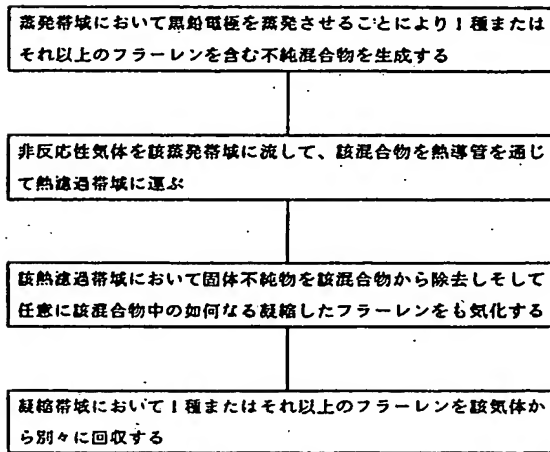 蒸発帯域において黒鉛電極を蒸発させることにより1種または
それ以上のフラーレンを含む不純混合物を生成する
非反応性気体を該蒸発帯域に流して、該混合物を熱導管を通じ
て熱濾過帯域に運ぶ
該熱濾過帯域において固体不純物を該混合物から除去しそして
任意に該混合物中の如何なる凝縮したフラーレンをも気化する
凝縮帯域において1種またはそれ以上のフラーレンを該気体か
ら別々に回収する